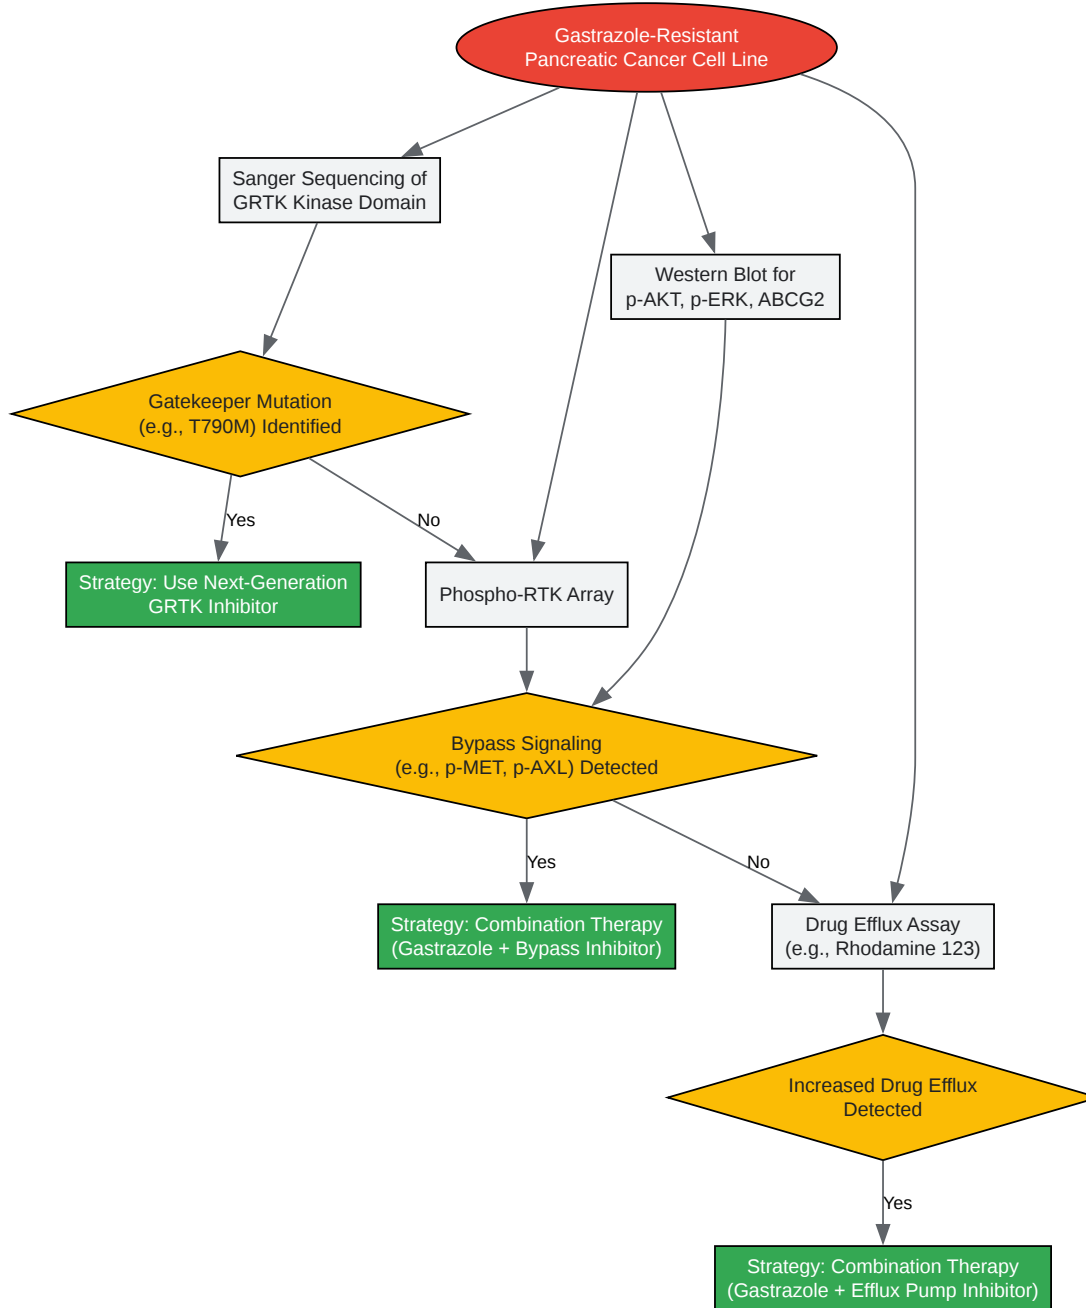 Gastrazole-Resistant
Pancreatic Cancer Cell Line
Sanger Sequencing of
GRTK Kinase Domain
Western Blot for
p-AKT, p-ERK, ABCG2
Gatekeeper Mutation
(e.g., T790M) Identified
Yes
No
Strategy: Use Next-Generation
GRTK Inhibitor
Phospho-RTK Array
Bypass Signaling
(e.g., p-MET, p-AXL) Detected
Yes
No
Strategy: Combination Therapy
(Gastrazole + Bypass Inhibitor)
Drug Efflux Assay
(e.g., Rhodamine 123)
Increased Drug Efflux
Detected
Yes
Strategy: Combination Therapy
(Gastrazole + Efflux Pump Inhibitor)